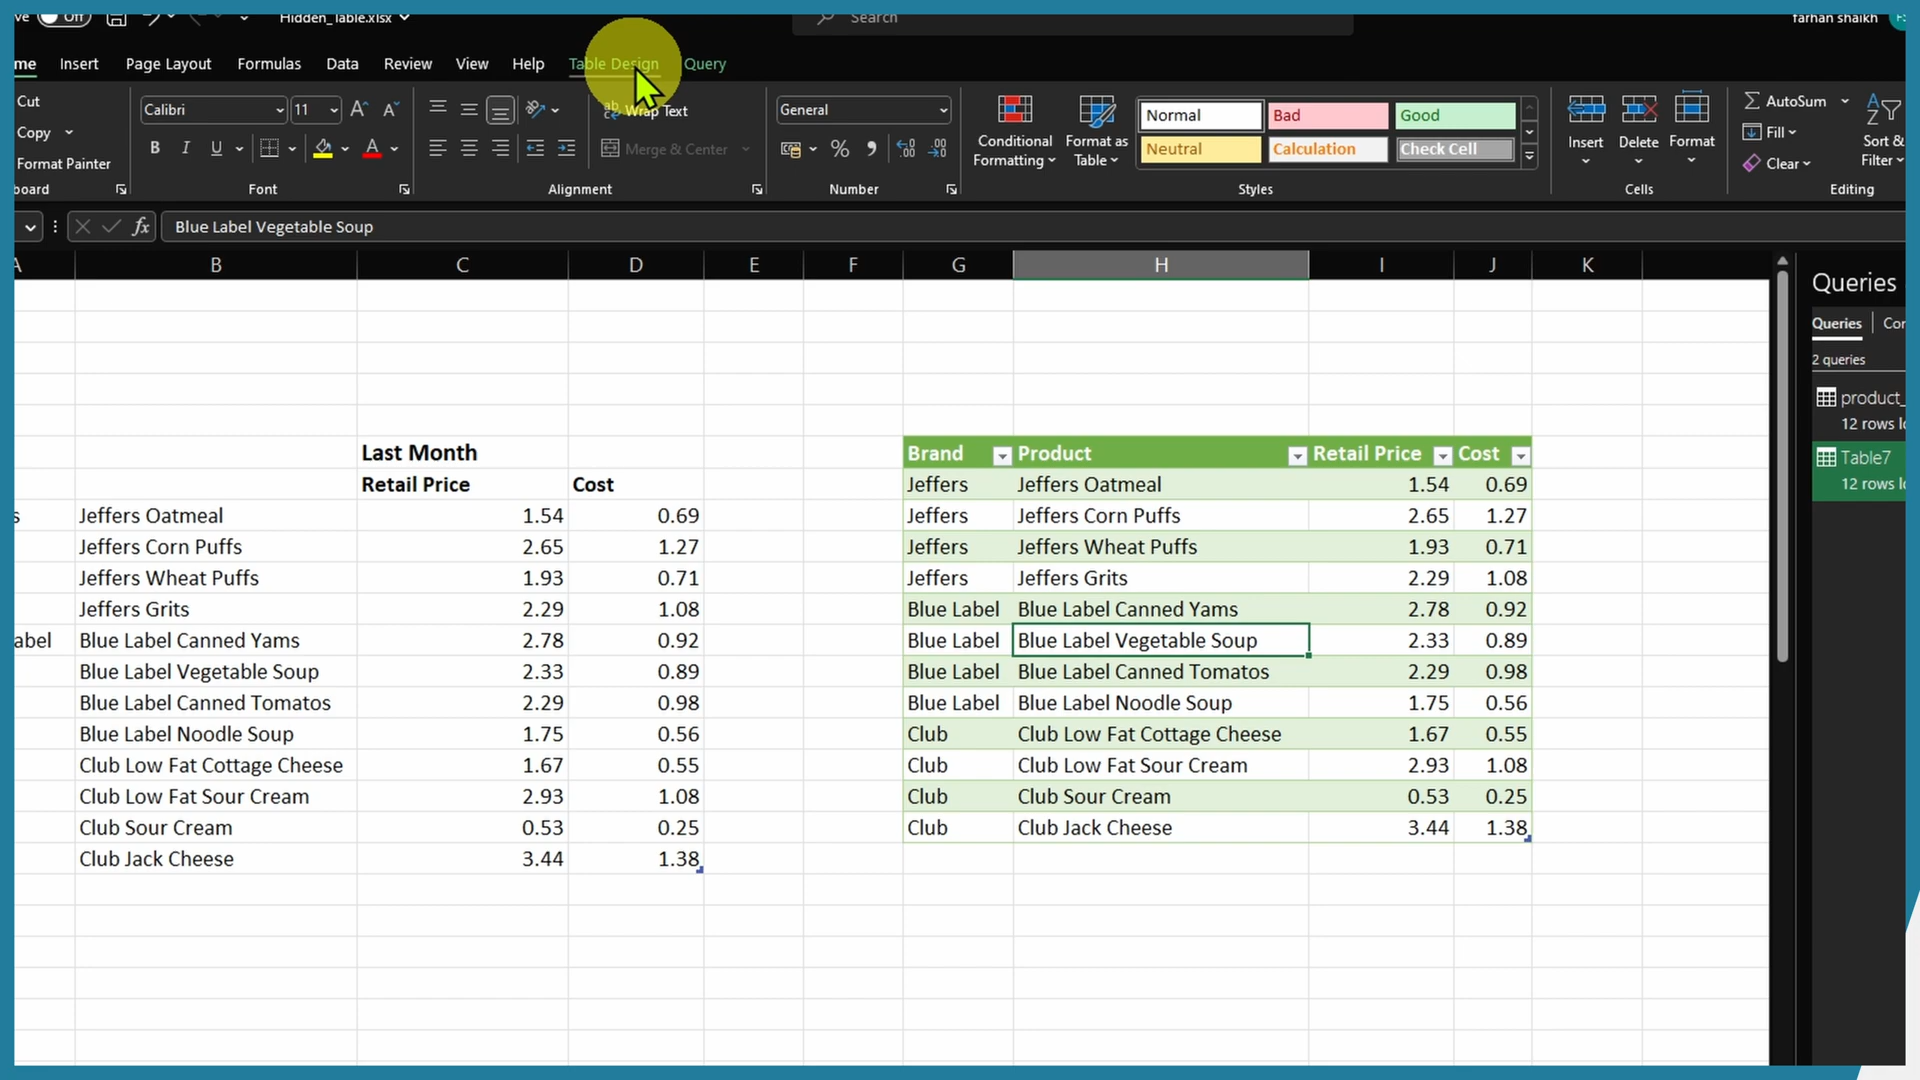 ve Off Hidden_Table.xlsx Search farhan shaikh
me Insert Page Layout Formulas Data Review View Help Table Design Query
Cut
Copy
Format Painter
board
Calibri 11
B I U
Font
ab Wrap Text
Merge & Center
Alignment
General
% 9
Number
Conditional Formatting
Format as Table
Normal Bad Good
Neutral Calculation Check Cell
Styles
Insert Delete Format
Cells
AutoSum
Fill
Clear
Sort &
Filter
Editing
fx Blue Label Vegetable Soup
A B C D E F G H I J K
Last Month
Retail Price Cost
s Jeffers Oatmeal 1.54 0.69
Jeffers Corn Puffs 2.65 1.27
Jeffers Wheat Puffs 1.93 0.71
Jeffers Grits 2.29 1.08
abel Blue Label Canned Yams 2.78 0.92
Blue Label Vegetable Soup 2.33 0.89
Blue Label Canned Tomatos 2.29 0.98
Blue Label Noodle Soup 1.75 0.56
Club Low Fat Cottage Cheese 1.67 0.55
Club Low Fat Sour Cream 2.93 1.08
Club Sour Cream 0.53 0.25
Club Jack Cheese 3.44 1.38
Brand Product Retail Price Cost
Jeffers Jeffers Oatmeal 1.54 0.69
Jeffers Jeffers Corn Puffs 2.65 1.27
Jeffers Jeffers Wheat Puffs 1.93 0.71
Jeffers Jeffers Grits 2.29 1.08
Blue Label Blue Label Canned Yams 2.78 0.92
Blue Label Blue Label Vegetable Soup 2.33 0.89
Blue Label Blue Label Canned Tomatos 2.29 0.98
Blue Label Blue Label Noodle Soup 1.75 0.56
Club Club Low Fat Cottage Cheese 1.67 0.55
Club Club Low Fat Sour Cream 2.93 1.08
Club Club Sour Cream 0.53 0.25
Club Club Jack Cheese 3.44 1.38
Queries
Queries Cor
2 queries
product_
12 rows lo
Table7
12 rows lo